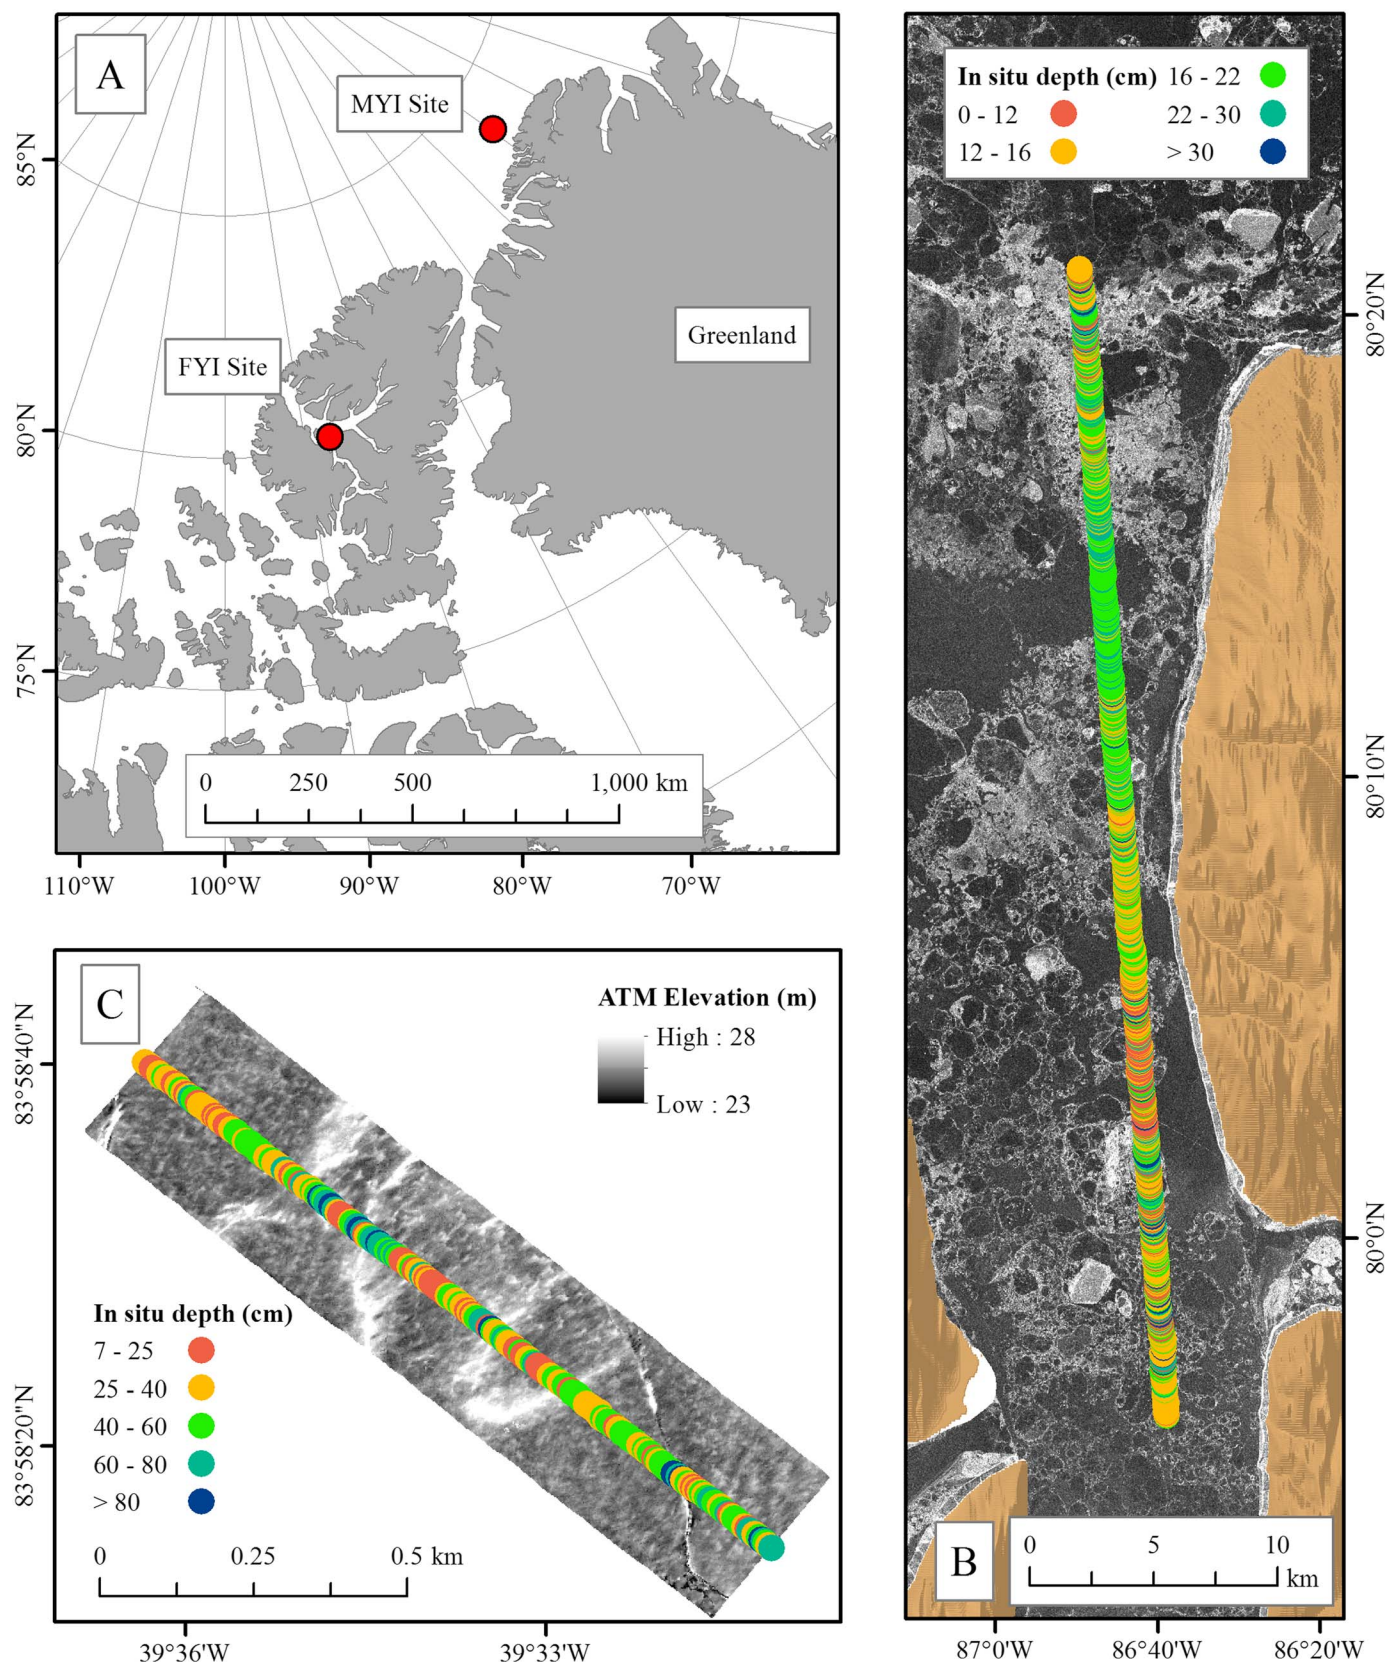 A
MYI Site
FYI Site
Greenland
85°N
80°N
75°N
0 250 500 1,000 km
110°W 100°W 90°W 80°W 70°W
In situ depth (cm)
0 - 12
12 - 16
16 - 22
22 - 30
> 30
80°20'N
80°10'N
80°0'N
B
0 5 10
km
87°0'W 86°40'W 86°20'W
C
ATM Elevation (m)
High : 28
Low : 23
83°58'40"N
83°58'20"N
In situ depth (cm)
7 - 25
25 - 40
40 - 60
60 - 80
> 80
0 0.25 0.5 km
39°36'W 39°33'W